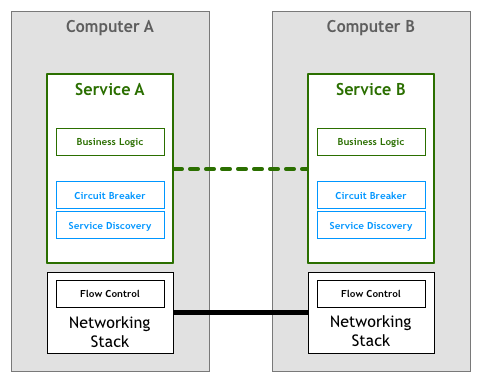 Computer A
Service A
Business Logic
Circuit Breaker
Service Discovery
Flow Control
Networking
Stack
Computer B
Service B
Business Logic
Circuit Breaker
Service Discovery
Flow Control
Networking
Stack